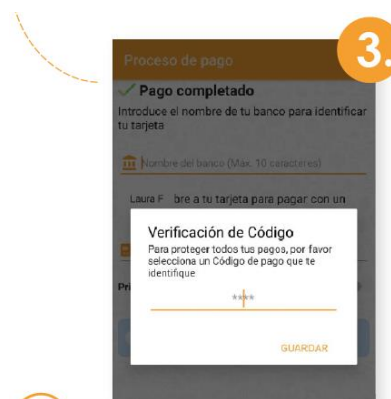 3.
Proceso de pago
Pago completado
Introduce el nombre de tu banco para identificar
tu tarjeta
Nombre del banco (Máx. 10 caracteres)
Laura F bre a tu tarjeta para pagar con un
Verificación de Código
Para proteger todos tus pagos, por favor
selecciona un Código de pago que te
identifique
Pri
****
GUARDAR